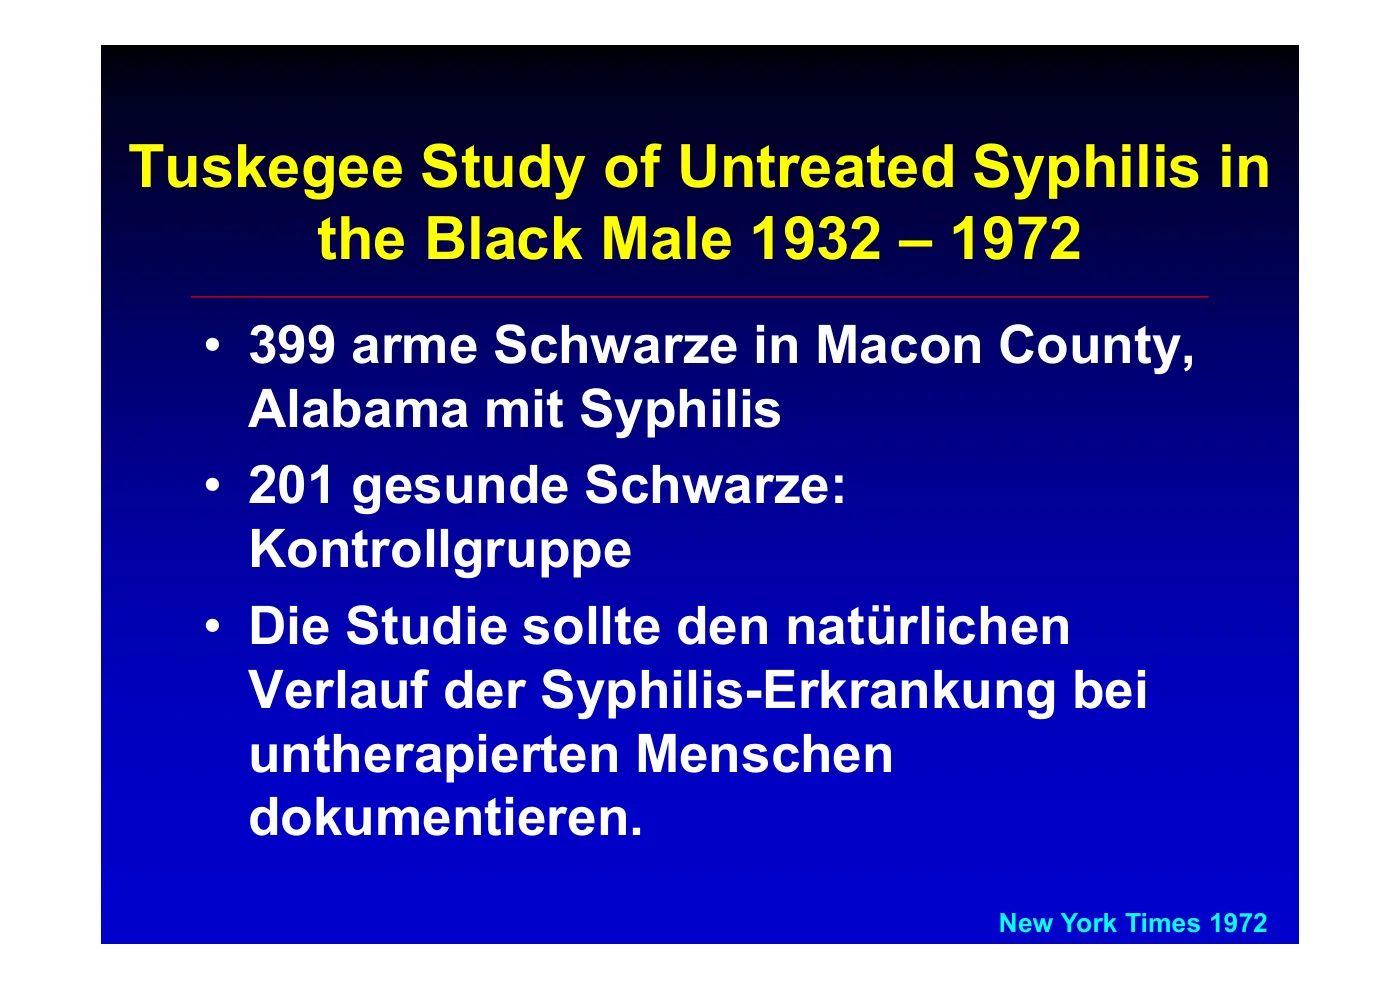 Tuskegee Study of Untreated Syphilis in
the Black Male 1932 – 1972
• 399 arme Schwarze in Macon County,
Alabama mit Syphilis
• 201 gesunde Schwarze:
Kontrollgruppe
• Die Studie sollte den natürlichen
Verlauf der Syphilis-Erkrankung bei
untherapierten Menschen
dokumentieren.
New York Times 1972